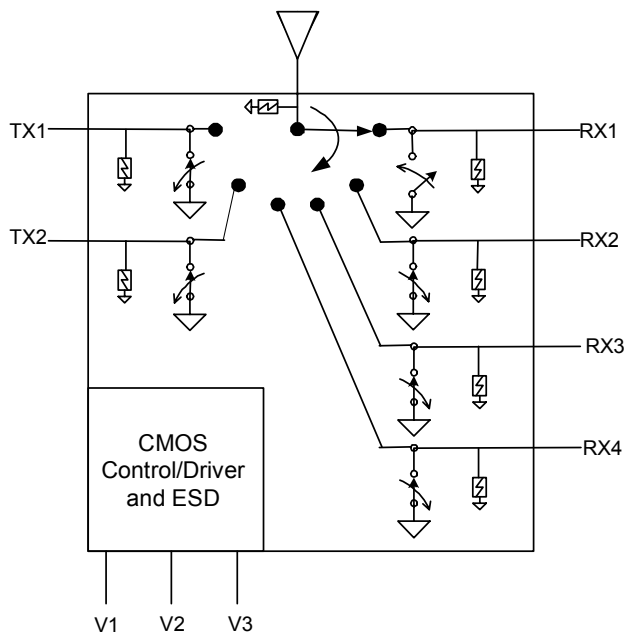 TX1
RX1
TX2
RX2
RX3
RX4
CMOS
Control/Driver
and ESD
V1 V2 V3